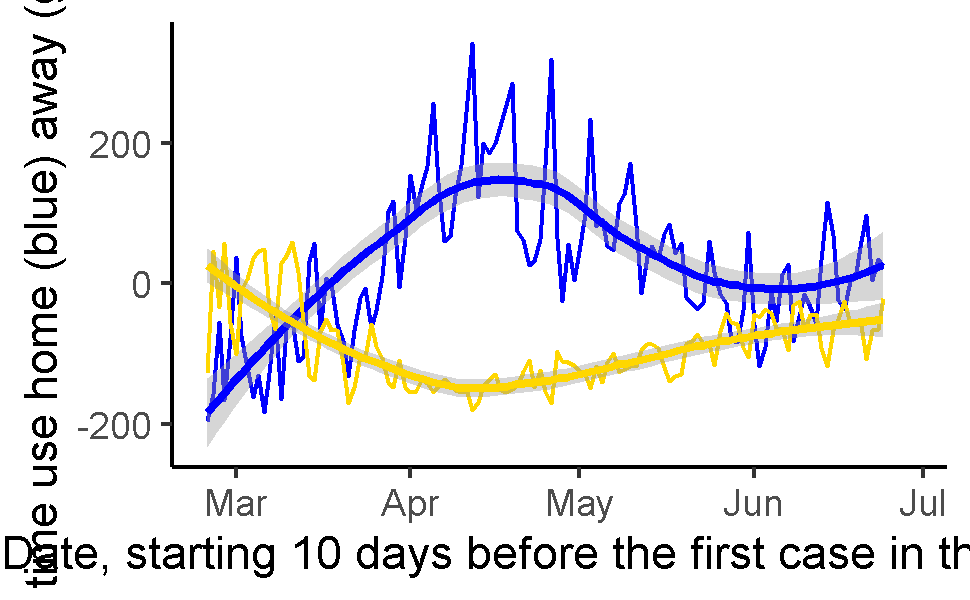 time use home (blue) away (
200
0
-200
Mar Apr May Jun Jul
Date, starting 10 days before the first case in th